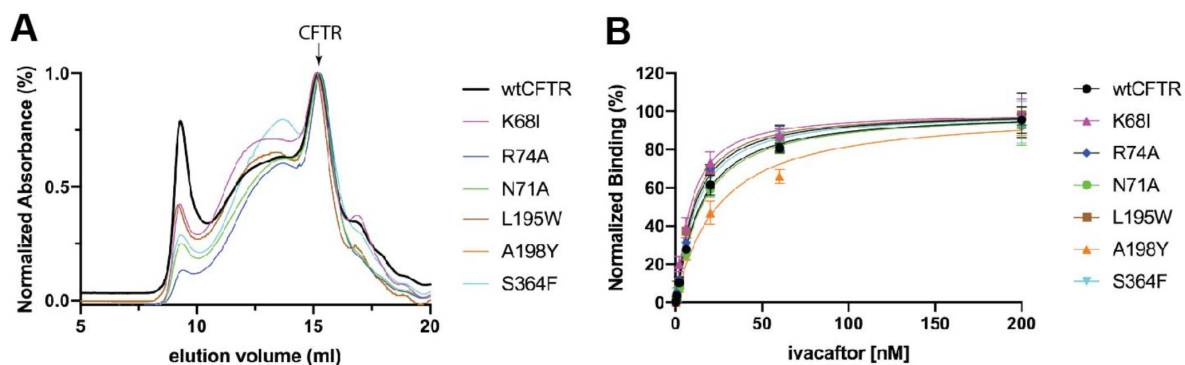 A
CFTR
Normalized Absorbance (%)
1.0
0.5
0.0
5
10
15
20
elution volume (ml)
wtCFTR
K68I
R74A
N71A
L195W
A198Y
S364F
B
Normalized Binding (%)
120
100
80
60
40
20
0
0
50
100
150
200
ivacaftor [nM]
wtCFTR
K68I
R74A
N71A
L195W
A198Y
S364F